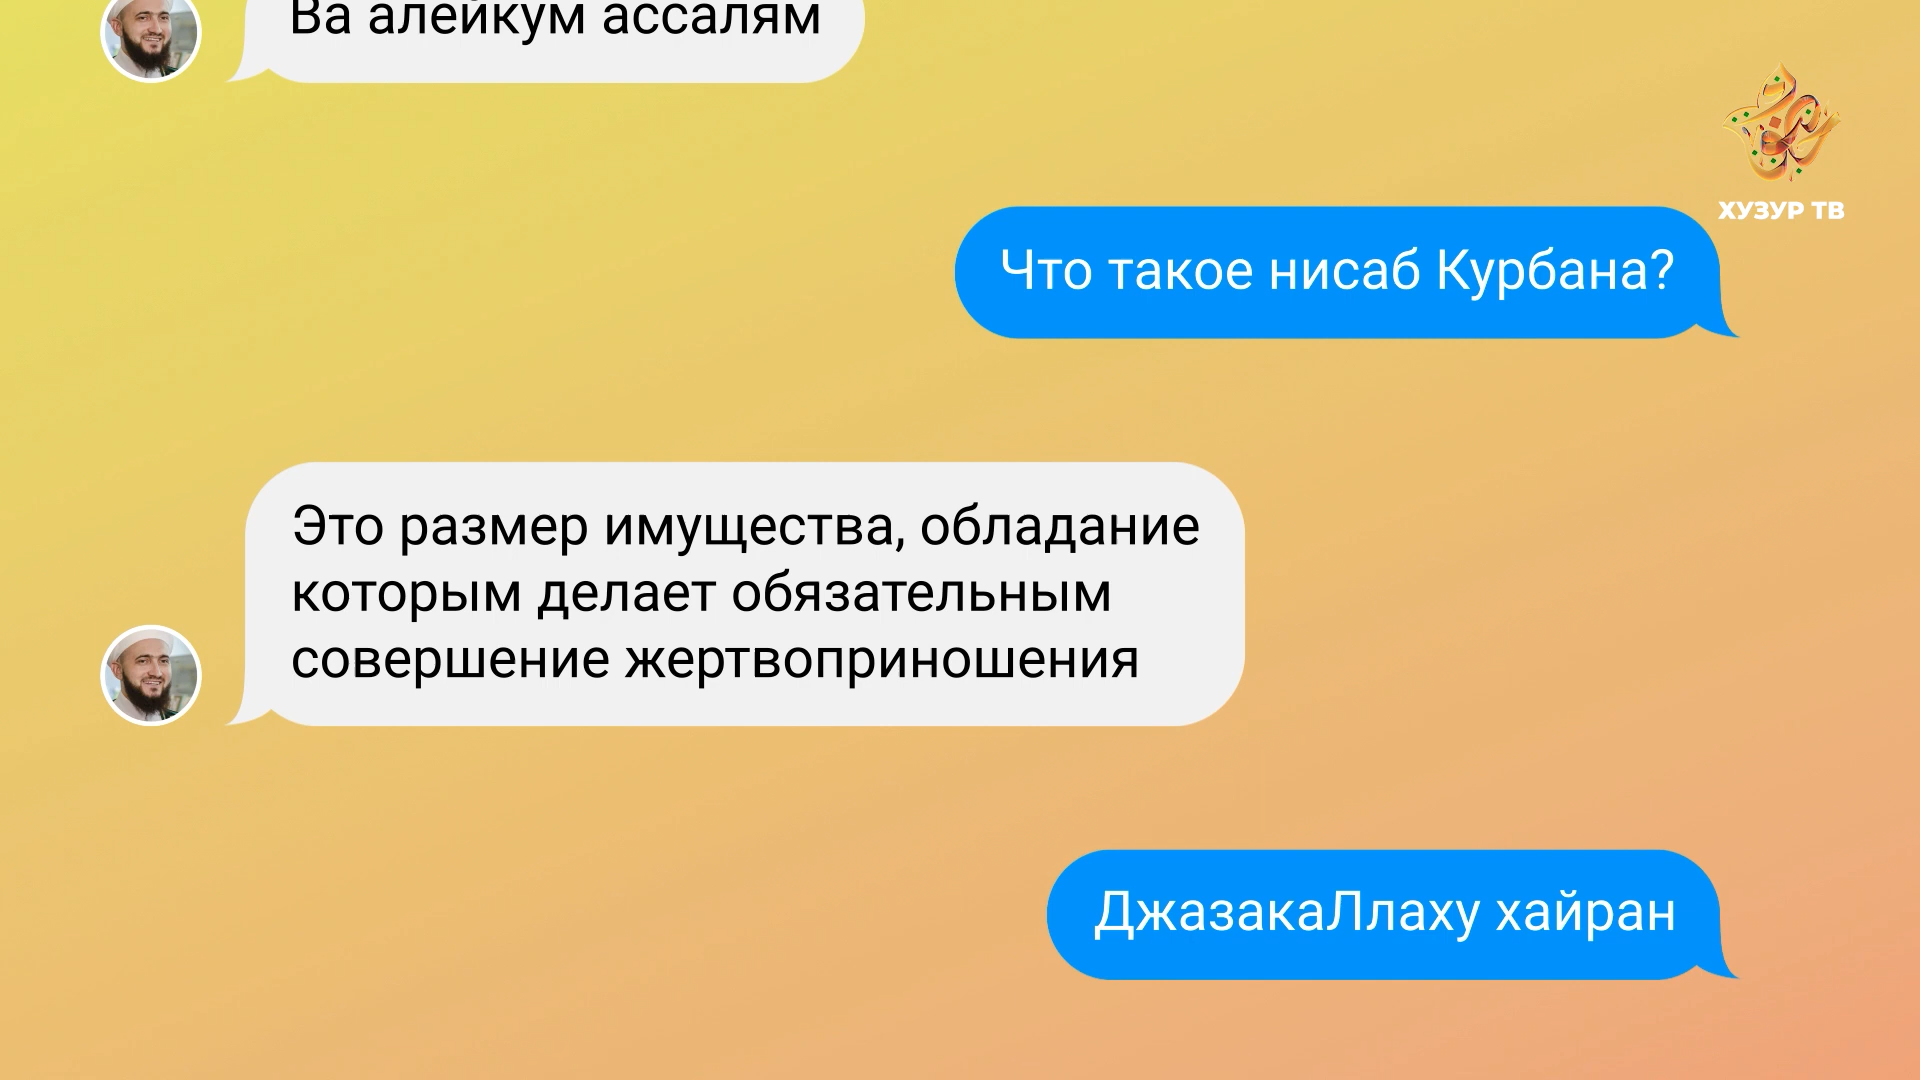 Ва алейкум ассалям
ХУЗУР ТВ
Что такое нисаб Курбана?
Это размер имущества, обладание
которым делает обязательным
совершение жертвоприношения
ДжазакаЛлаху хайран